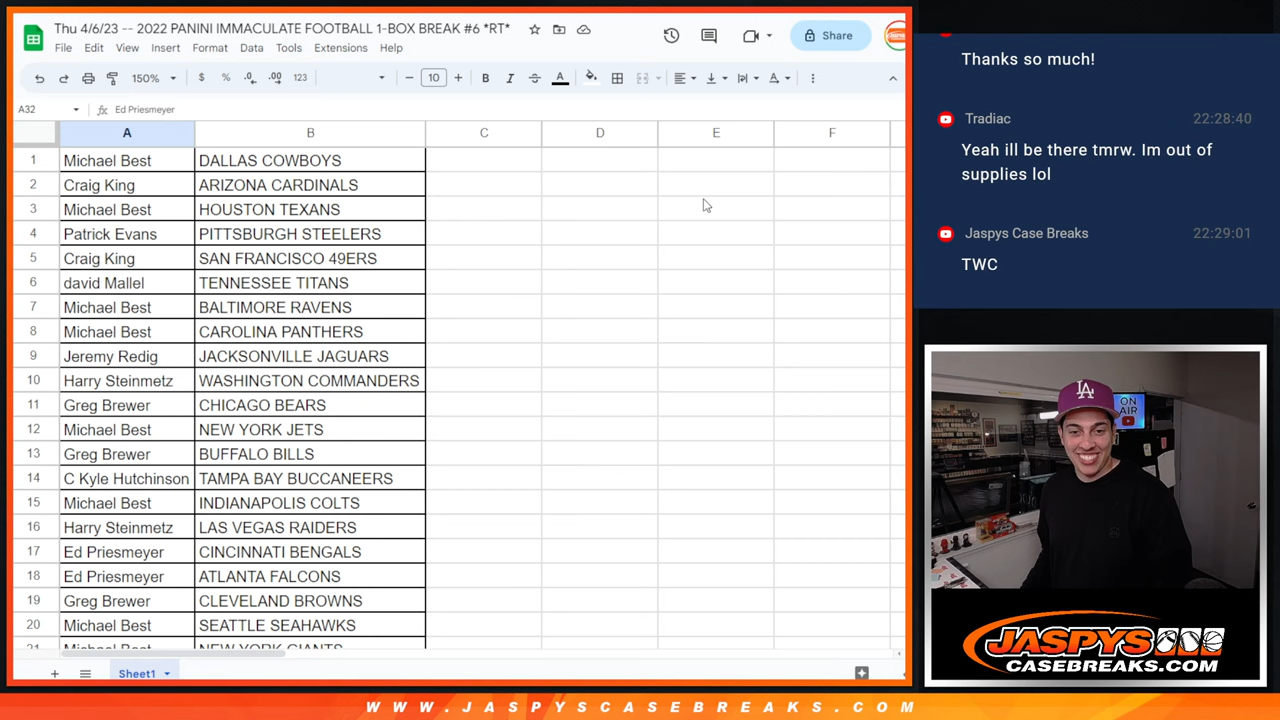 Thu 4/6/23 -- 2022 PANINI IMMACULATE FOOTBALL 1-BOX BREAK #6 *RT*
File Edit View Insert Format Data Tools Extensions Help
Share
150% $ % .0 .00 123 10 B I S A
A32 fx Ed Priesmeyer
A B C D E F
1 Michael Best DALLAS COWBOYS
2 Craig King ARIZONA CARDINALS
3 Michael Best HOUSTON TEXANS
4 Patrick Evans PITTSBURGH STEELERS
5 Craig King SAN FRANCISCO 49ERS
6 david Mallel TENNESSEE TITANS
7 Michael Best BALTIMORE RAVENS
8 Michael Best CAROLINA PANTHERS
9 Jeremy Redig JACKSONVILLE JAGUARS
10 Harry Steinmetz WASHINGTON COMMANDERS
11 Greg Brewer CHICAGO BEARS
12 Michael Best NEW YORK JETS
13 Greg Brewer BUFFALO BILLS
14 C Kyle Hutchinson TAMPA BAY BUCCANEERS
15 Michael Best INDIANAPOLIS COLTS
16 Harry Steinmetz LAS VEGAS RAIDERS
17 Ed Priesmeyer CINCINNATI BENGALS
18 Ed Priesmeyer ATLANTA FALCONS
19 Greg Brewer CLEVELAND BROWNS
20 Michael Best SEATTLE SEAHAWKS
21 Michael Best NEW YORK GIANTS
Sheet1
Thanks so much!
Tradiac 22:28:40
Yeah ill be there tmrw. Im out of
supplies lol
Jaspys Case Breaks 22:29:01
TWC
LA
ON
AIR
JASPYS
CASEBREAKS.COM
WWW.JASPYSCASEBREAKS.COM